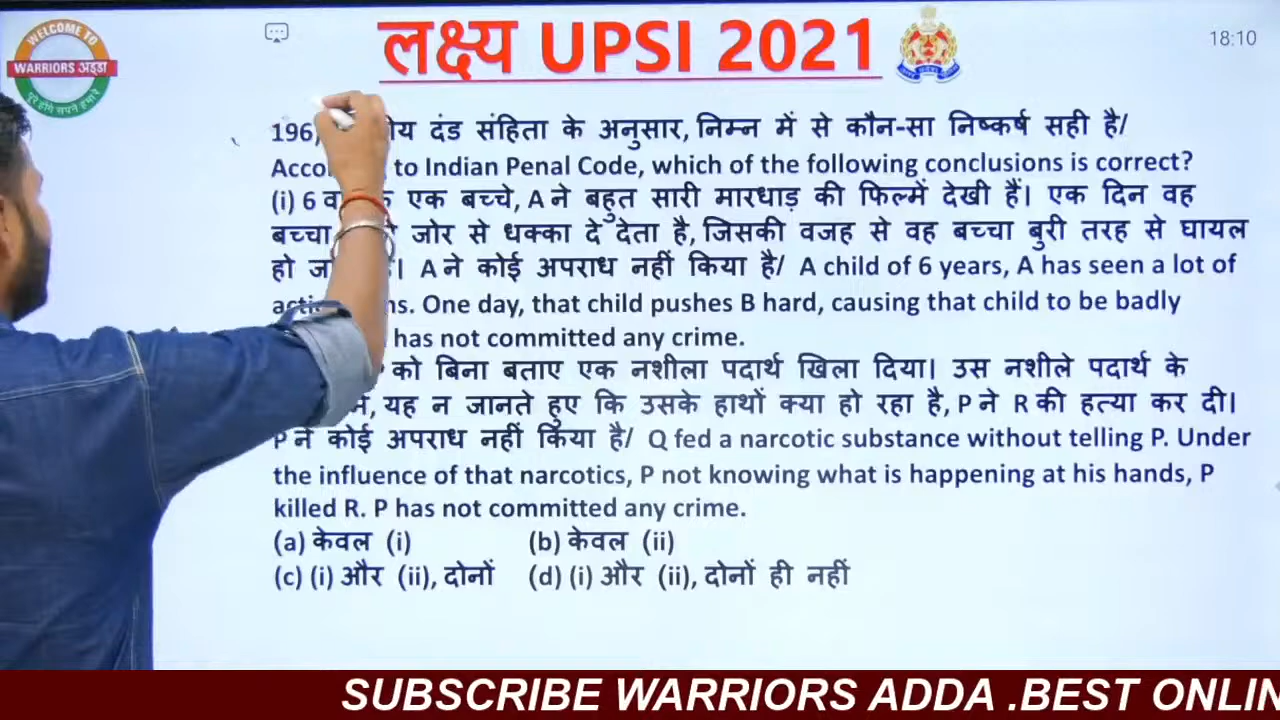 WELCOME TO
WARRIORS अड्डा
पूरे होंगे सपने हमारे
लक्ष्य UPSI 2021
18:10
196, दंड संहिता के अनुसार, निम्न में से कौन-सा निष्कर्ष सही है/
to Indian Penal Code, which of the following conclusions is correct?
(i) 6 एक बच्चे, A ने बहुत सारी मारधाड़ की फिल्में देखी हैं। एक दिन वह
बच्चा जोर से धक्का दे देता है, जिसकी वजह से वह बच्चा बुरी तरह से घायल
हो । A ने कोई अपराध नहीं किया है/ A child of 6 years, A has seen a lot of
One day, that child pushes B hard, causing that child to be badly
has not committed any crime.
को बिना बताए एक नशीला पदार्थ खिला दिया। उस नशीले पदार्थ के
यह न जानते हुए कि उसके हाथों क्या हो रहा है, P ने R की हत्या कर दी।
P ने कोई अपराध नहीं किया है/ Q fed a narcotic substance without telling P. Under
the influence of that narcotics, P not knowing what is happening at his hands, P
killed R. P has not committed any crime.
(a) केवल (i) (b) केवल (ii)
(c) (i) और (ii), दोनों (d) (i) और (ii), दोनों ही नहीं
SUBSCRIBE WARRIORS ADDA .BEST ONLIN